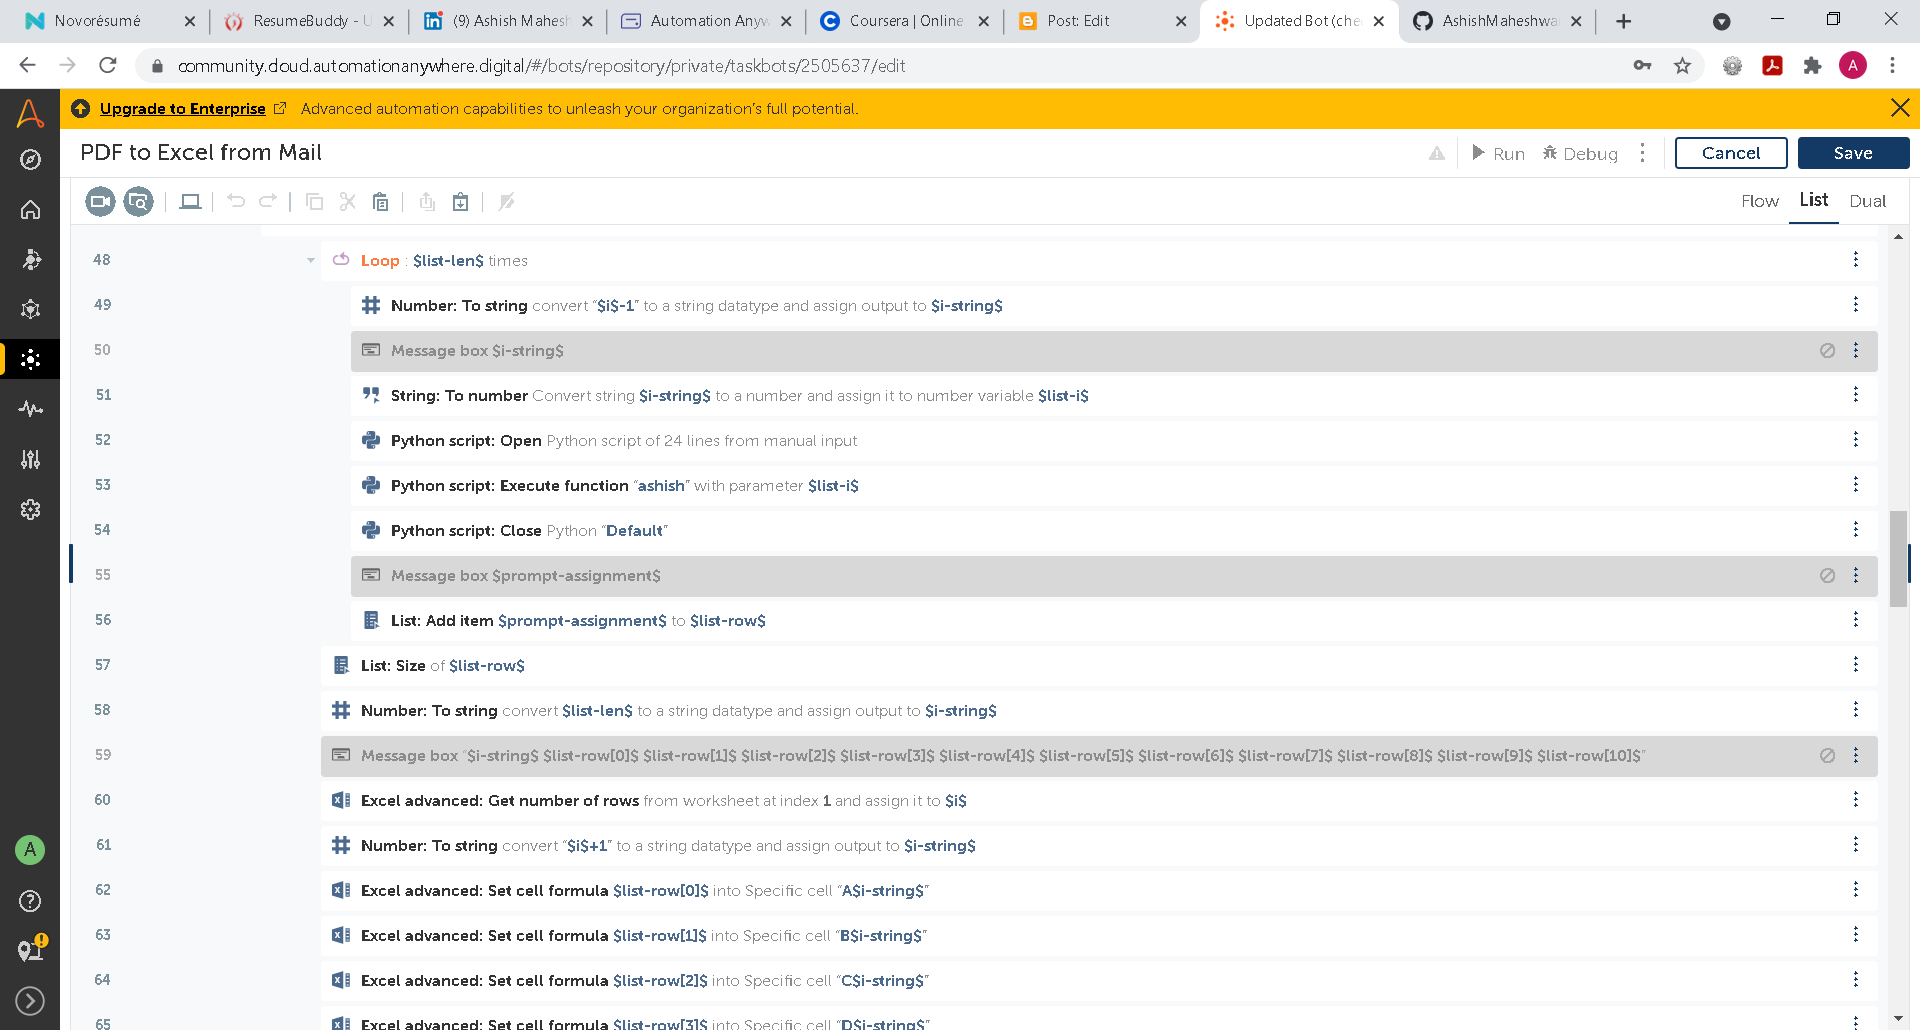 Novorésumé
ResumeBuddy - U
(9) Ashish Mahesh
Automation Anyw
Coursera | Online
Post: Edit
Updated Bot (che
AshishMaheshwa
community.cloud.automationanywhere.digital/#/bots/repository/private/taskbots/2505637/edit
A
Upgrade to Enterprise Advanced automation capabilities to unleash your organization's full potential.
PDF to Excel from Mail
Run Debug Cancel Save
Flow List Dual
48 Loop : $list-len$ times
49 Number: To string convert “$i$-1” to a string datatype and assign output to $i-string$
50 Message box $i-string$
51 String: To number Convert string $i-string$ to a number and assign it to number variable $list-i$
52 Python script: Open Python script of 24 lines from manual input
53 Python script: Execute function “ashish” with parameter $list-i$
54 Python script: Close Python “Default”
55 Message box $prompt-assignment$
56 List: Add item $prompt-assignment$ to $list-row$
57 List: Size of $list-row$
58 Number: To string convert $list-len$ to a string datatype and assign output to $i-string$
59 Message box “$i-string$ $list-row[0]$ $list-row[1]$ $list-row[2]$ $list-row[3]$ $list-row[4]$ $list-row[5]$ $list-row[6]$ $list-row[7]$ $list-row[8]$ $list-row[9]$ $list-row[10]$”
60 Excel advanced: Get number of rows from worksheet at index 1 and assign it to $i$
61 Number: To string convert “$i$+1” to a string datatype and assign output to $i-string$
A
62 Excel advanced: Set cell formula $list-row[0]$ into Specific cell “A$i-string$”
63 Excel advanced: Set cell formula $list-row[1]$ into Specific cell “B$i-string$”
64 Excel advanced: Set cell formula $list-row[2]$ into Specific cell “C$i-string$”
65 Excel advanced: Set cell formula $list-row[3]$ into Specific cell “D$i-string$”